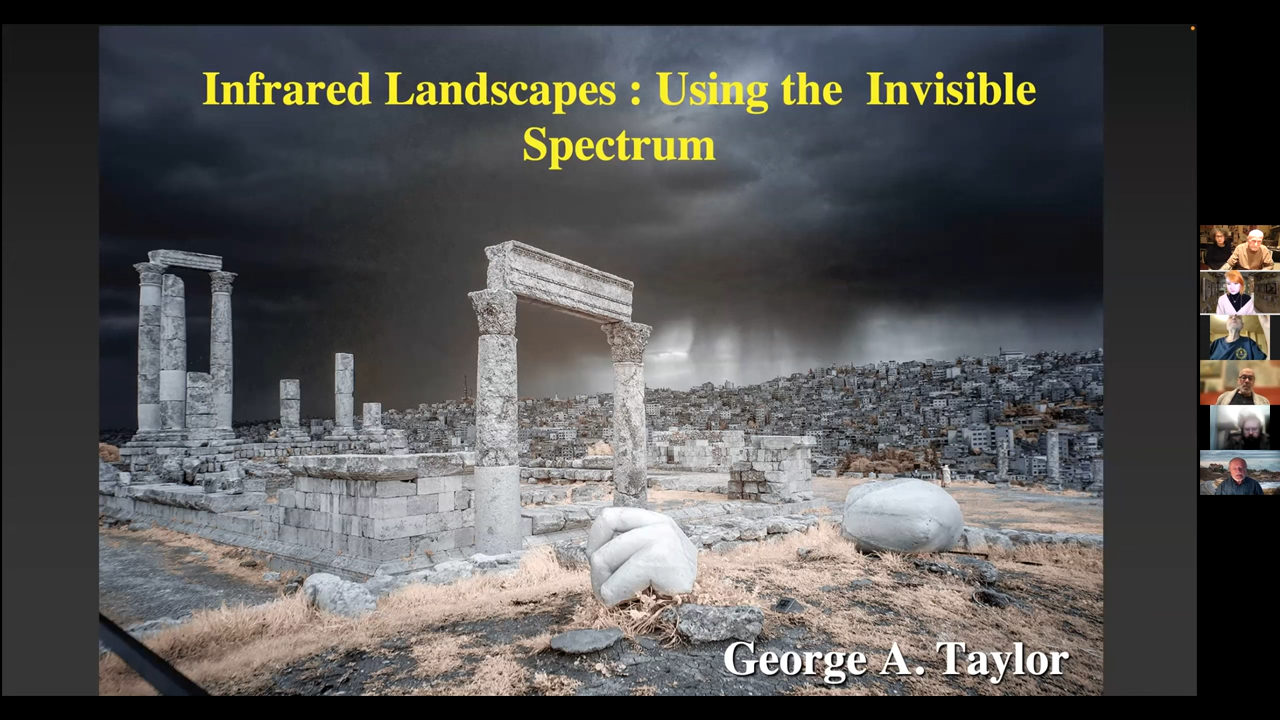 Infrared Landscapes : Using the Invisible
Spectrum
George A. Taylor